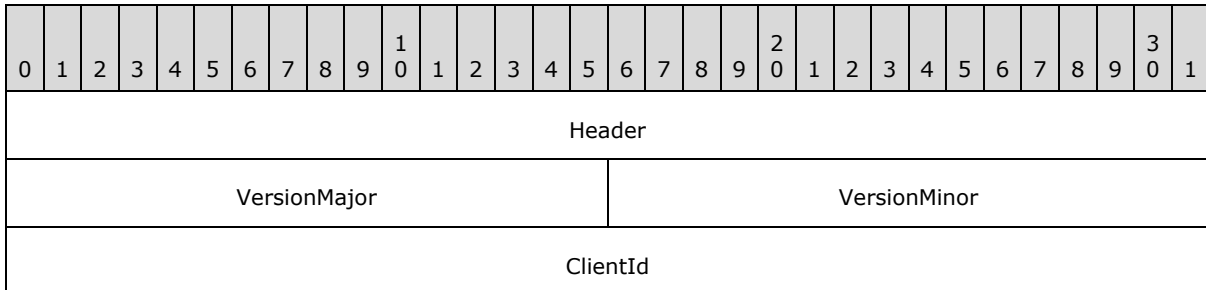 1 2 3
0 1 2 3 4 5 6 7 8 9 0 1 2 3 4 5 6 7 8 9 0 1 2 3 4 5 6 7 8 9 0 1
Header
VersionMajor VersionMinor
ClientId